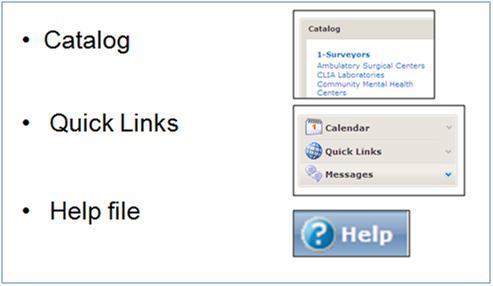 • Catalog
Catalog
1-Surveyors
Ambulatory Surgical Centers
CLIA Laboratories
Community Mental Health
Centers
• Quick Links
1 Calendar
Quick Links
Messages
• Help file
? Help